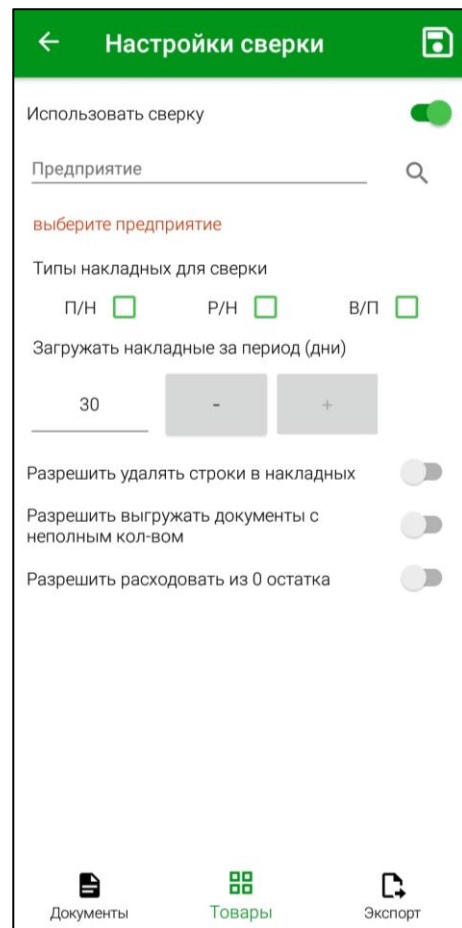 Настройки сверки
Использовать сверку
Предприятие
выберите предприятие
Типы накладных для сверки
П/Н Р/Н В/П
Загружать накладные за период (дни)
30 - +
Разрешить удалять строки в накладных
Разрешить выгружать документы с
неполным кол-вом
Разрешить расходовать из 0 остатка
Документы Товары Экспорт